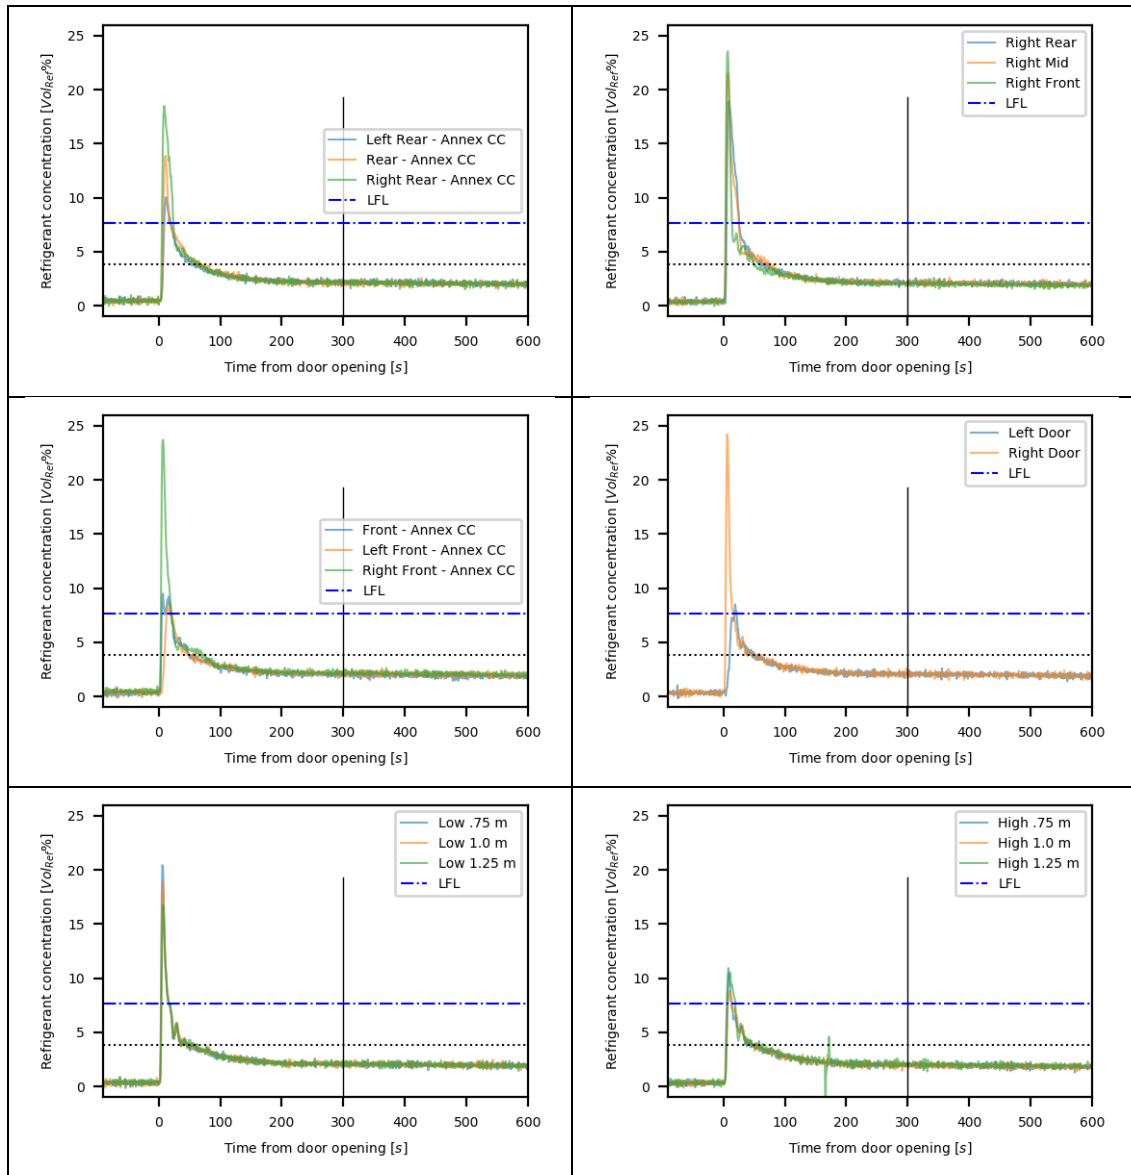 Refrigerant concentration [Vol_Ref%]
25
20
15
10
5
0
Left Rear - Annex CC
Rear - Annex CC
Right Rear - Annex CC
LFL
0 100 200 300 400 500 600
Time from door opening [s]
Refrigerant concentration [Vol_Ref%]
25
20
15
10
5
0
Right Rear
Right Mid
Right Front
LFL
0 100 200 300 400 500 600
Time from door opening [s]
Refrigerant concentration [Vol_Ref%]
25
20
15
10
5
0
Front - Annex CC
Left Front - Annex CC
Right Front - Annex CC
LFL
0 100 200 300 400 500 600
Time from door opening [s]
Refrigerant concentration [Vol_Ref%]
25
20
15
10
5
0
Left Door
Right Door
LFL
0 100 200 300 400 500 600
Time from door opening [s]
Refrigerant concentration [Vol_Ref%]
25
20
15
10
5
0
Low .75 m
Low 1.0 m
Low 1.25 m
LFL
0 100 200 300 400 500 600
Time from door opening [s]
Refrigerant concentration [Vol_Ref%]
25
20
15
10
5
0
High .75 m
High 1.0 m
High 1.25 m
LFL
0 100 200 300 400 500 600
Time from door opening [s]